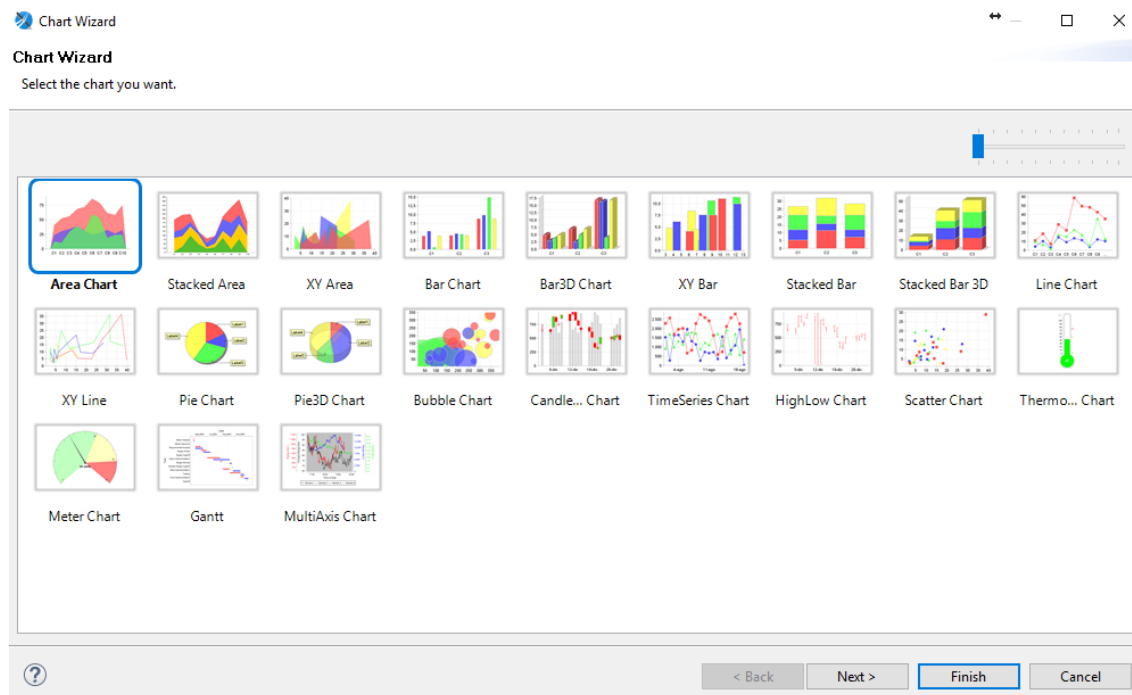 Chart Wizard
Chart Wizard
Select the chart you want.
Area Chart
Stacked Area
XY Area
Bar Chart
Bar3D Chart
XY Bar
Stacked Bar
Stacked Bar 3D
Line Chart
XY Line
Pie Chart
Pie3D Chart
Bubble Chart
Candle... Chart
TimeSeries Chart
HighLow Chart
Scatter Chart
Thermo... Chart
Meter Chart
Gantt
MultiAxis Chart
?
< Back
Next >
Finish
Cancel